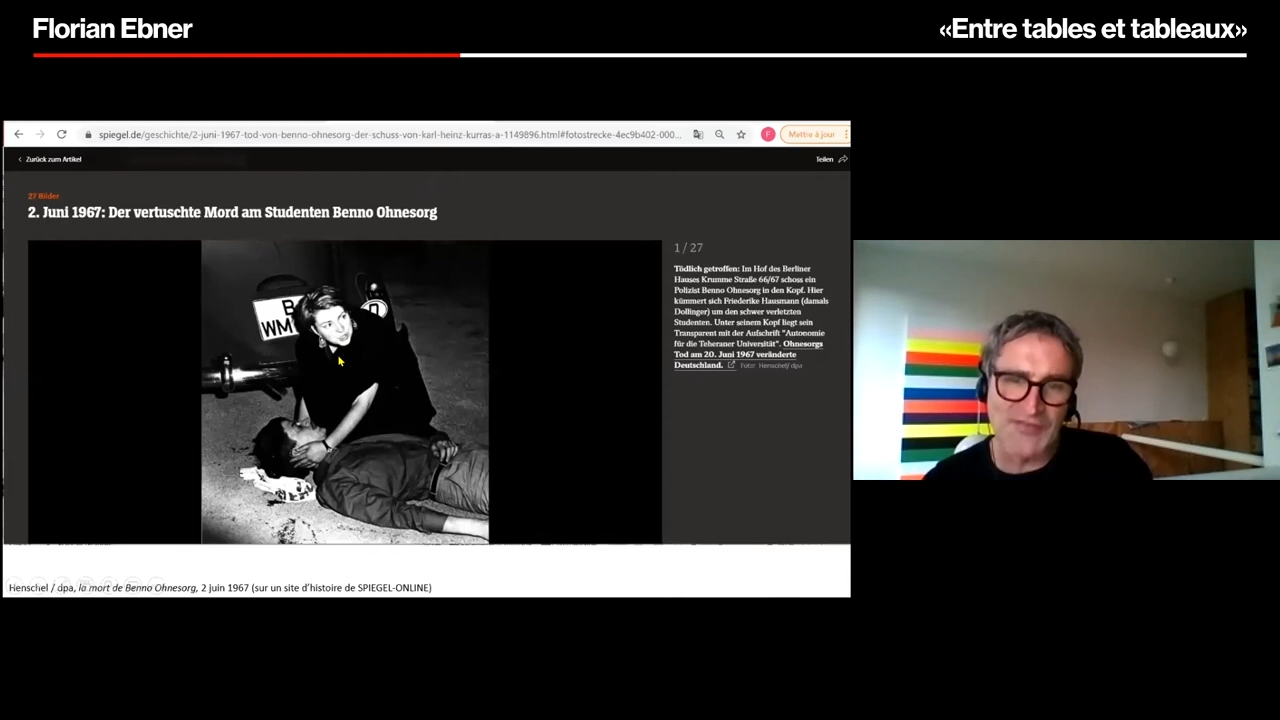 Florian Ebner
«Entre tables et tableaux»
spiegel.de/geschichte/2-juni-1967-tod-von-benno-ohnesorg-der-schuss-von-karl-heinz-kurras-a-1149896.html#fotostrecke-4ec9b402-000...
F
Mettre à jour
Zurück zum Artikel
Teilen
27 Bilder
2. Juni 1967: Der vertuschte Mord am Studenten Benno Ohnesorg
1 / 27
Tödlich getroffen: Im Hof des Berliner
Hauses Krumme Straße 66/67 schoss ein
Polizist Benno Ohnesorg in den Kopf. Hier
kümmert sich Friederike Hausmann (damals
Dollinger) um den schwer verletzten
Studenten. Unter seinem Kopf liegt sein
Transparent mit der Aufschrift "Autonomie
für die Teheraner Universität". Ohnesorgs
Tod am 20. Juni 1967 veränderte
Deutschland. Foto: Henschel/ dpa
B
WM
Henschel / dpa, la mort de Benno Ohnesorg, 2 juin 1967 (sur un site d'histoire de SPIEGEL-ONLINE)